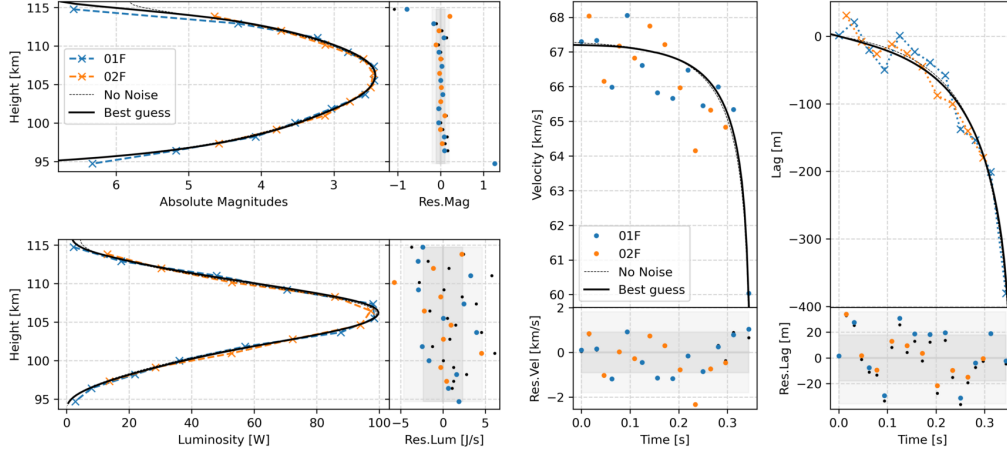 115
110
105
100
95
Height [km]
01F
02F
No Noise
Best guess
6
5
4
3
Absolute Magnitudes
−1
0
1
Res.Mag
115
110
105
100
95
Height [km]
0
20
40
60
80
100
Luminosity [W]
−5
0
5
Res.Lum [J/s]
68
67
66
65
64
63
62
61
60
Velocity [km/s]
01F
02F
No Noise
Best guess
2
0
−2
Res.Vel [km/s]
0.0
0.1
0.2
0.3
Time [s]
0
−100
−200
−300
−400
Lag [m]
20
0
−20
Res.Lag [m]
0.0
0.1
0.2
0.3
Time [s]